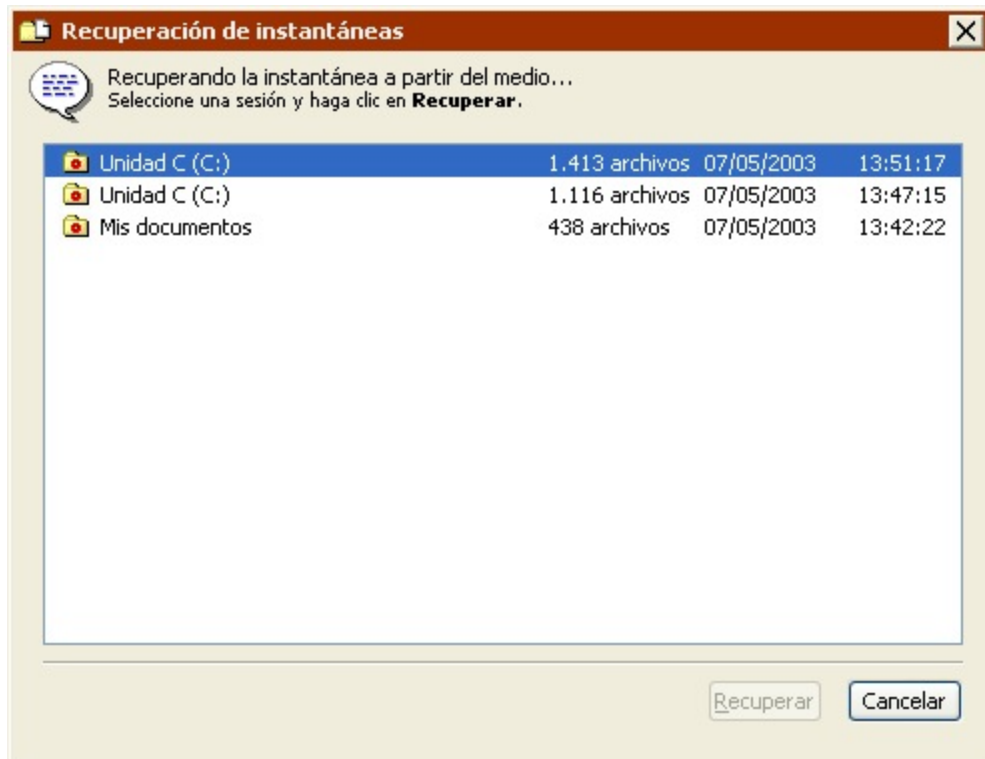 Recuperación de instantáneas
Recuperando la instantánea a partir del medio...
Seleccione una sesión y haga clic en Recuperar.
Unidad C (C:) 1.413 archivos 07/05/2003 13:51:17
Unidad C (C:) 1.116 archivos 07/05/2003 13:47:15
Mis documentos 438 archivos 07/05/2003 13:42:22
Recuperar Cancelar